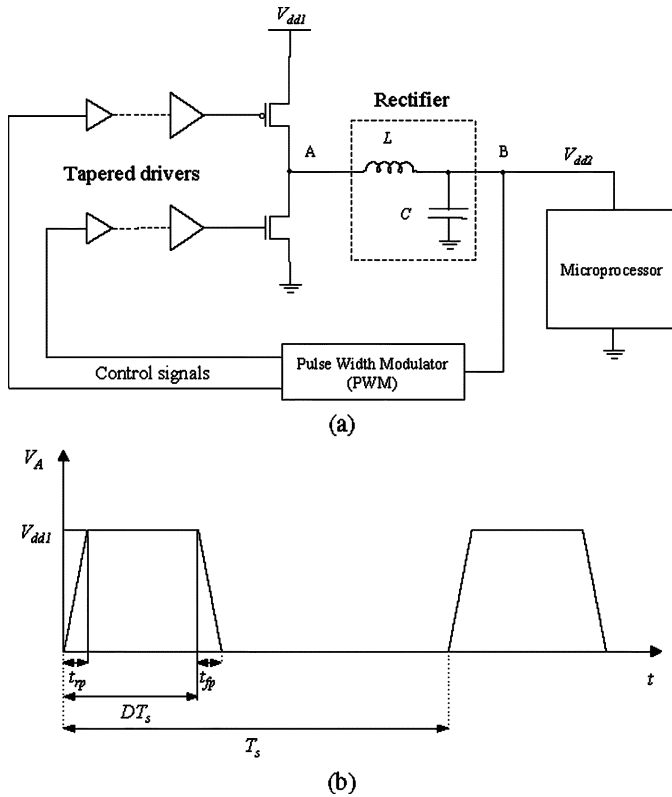 V_dd1
Rectifier
L
A
B
V_dd2
Tapered drivers
C
Microprocessor
Pulse Width Modulator
(PWM)
Control signals
(a)
V_A
V_dd1
t_rp
t_fp
t
DT_s
T_s
(b)